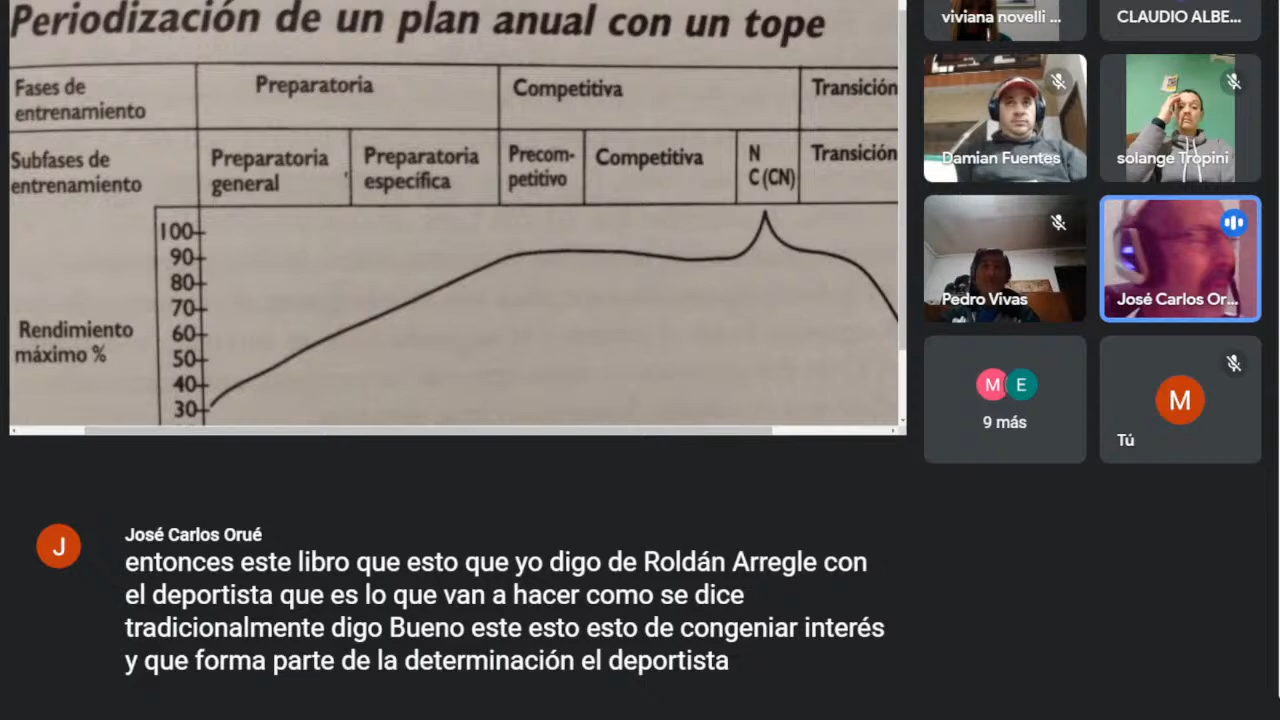 Periodización de un plan anual con un tope
Fases de
entrenamiento
Preparatoria
Competitiva
Transición
Subfases de
entrenamiento
Preparatoria
general
Preparatoria
específica
Precom-
petitivo
Competitiva
N
C (CN)
Transición
100
90
80
70
60
50
40
30
Rendimiento
máximo %
viviana novelli ...
CLAUDIO ALBE...
Damian Fuentes
solange Tropini
Pedro Vivas
José Carlos Or...
M E
9 más
M
Tú
J
José Carlos Orué
entonces este libro que esto que yo digo de Roldán Arregle con
el deportista que es lo que van a hacer como se dice
tradicionalmente digo Bueno este esto esto de congeniar interés
y que forma parte de la determinación el deportista